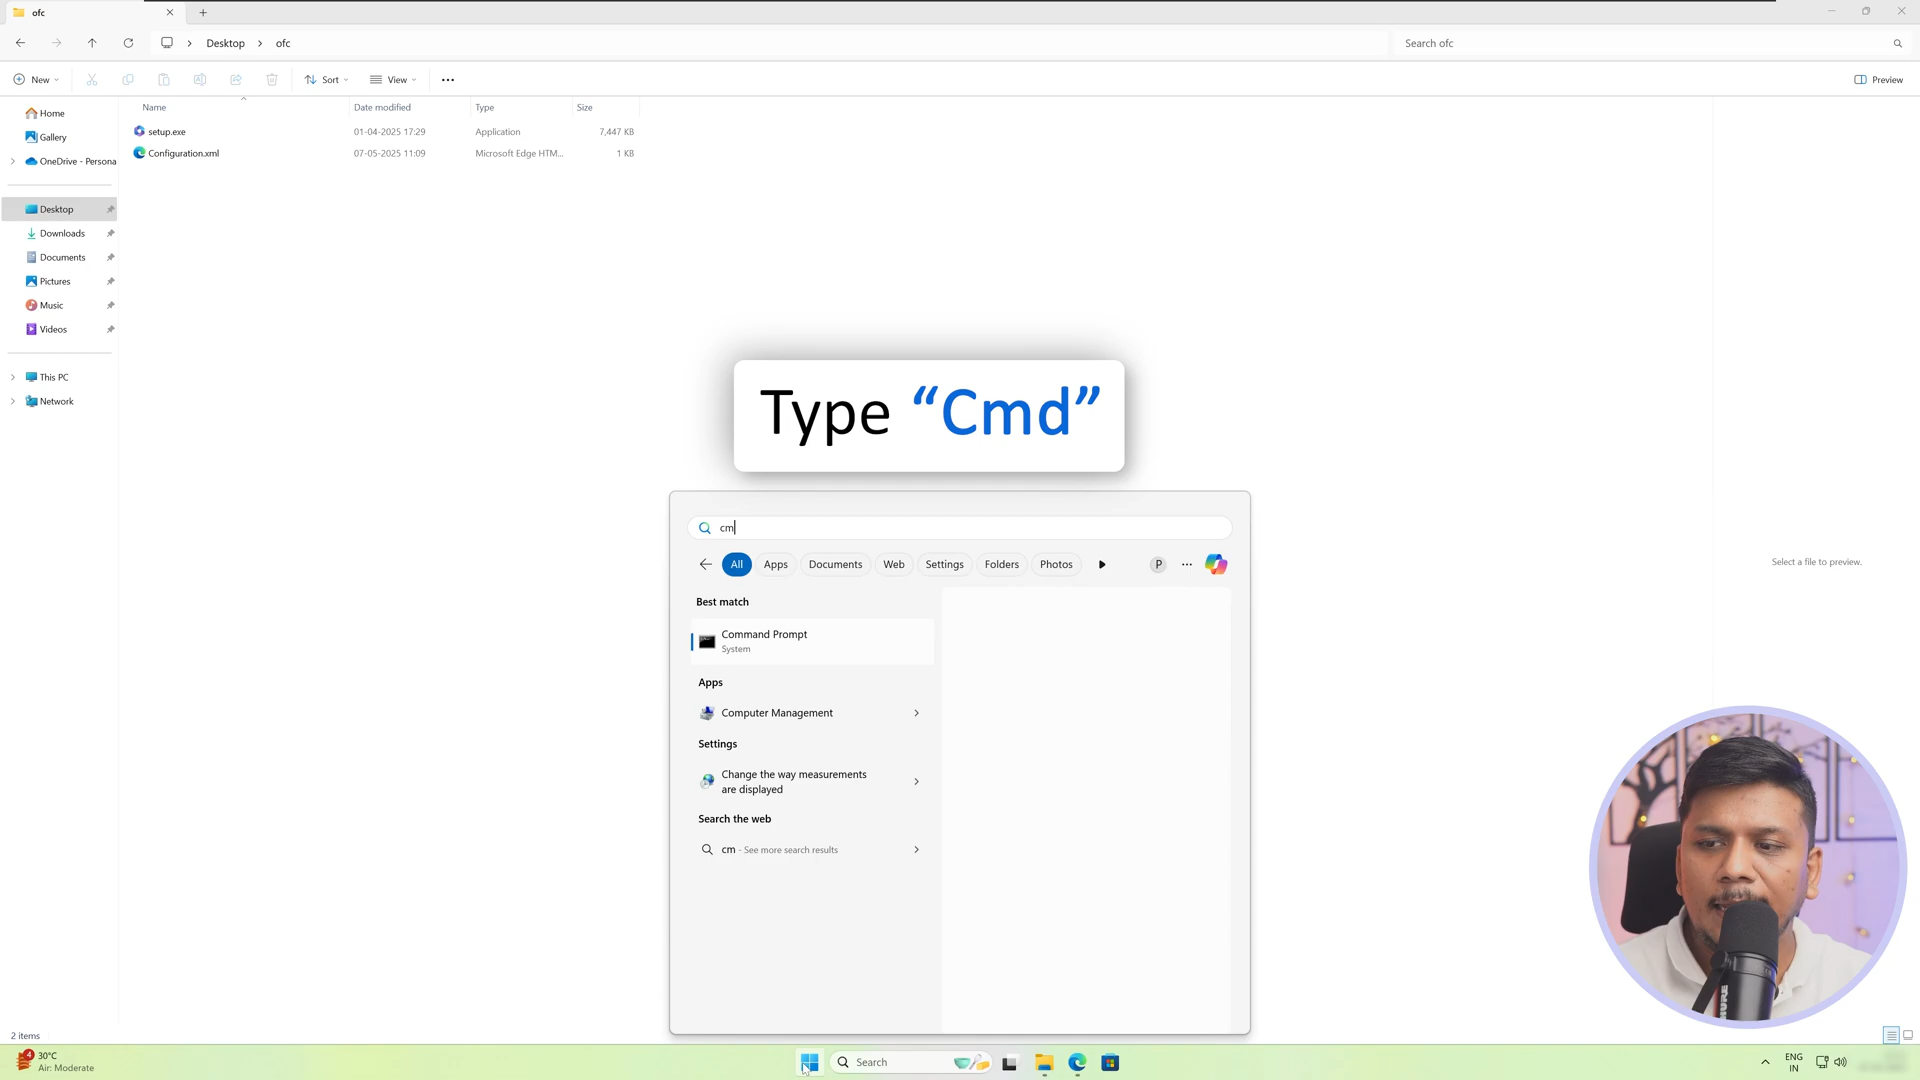 ofc
Desktop
ofc
Search ofc
New
Sort
View
Preview
Name
Date modified
Type
Size
Home
setup.exe
01-04-2025 17:29
Application
7,447 KB
Gallery
Configuration.xml
07-05-2025 11:09
Microsoft Edge HTM...
1 KB
OneDrive - Persona
Desktop
Downloads
Documents
Pictures
Music
Videos
This PC
Network
Type “Cmd”
cm
All
Apps
Documents
Web
Settings
Folders
Photos
P
Select a file to preview.
Best match
Command Prompt
System
Apps
Computer Management
Settings
Change the way measurements
are displayed
Search the web
cm - See more search results
2 items
4
30°C
Air: Moderate
Search
ENG
IN